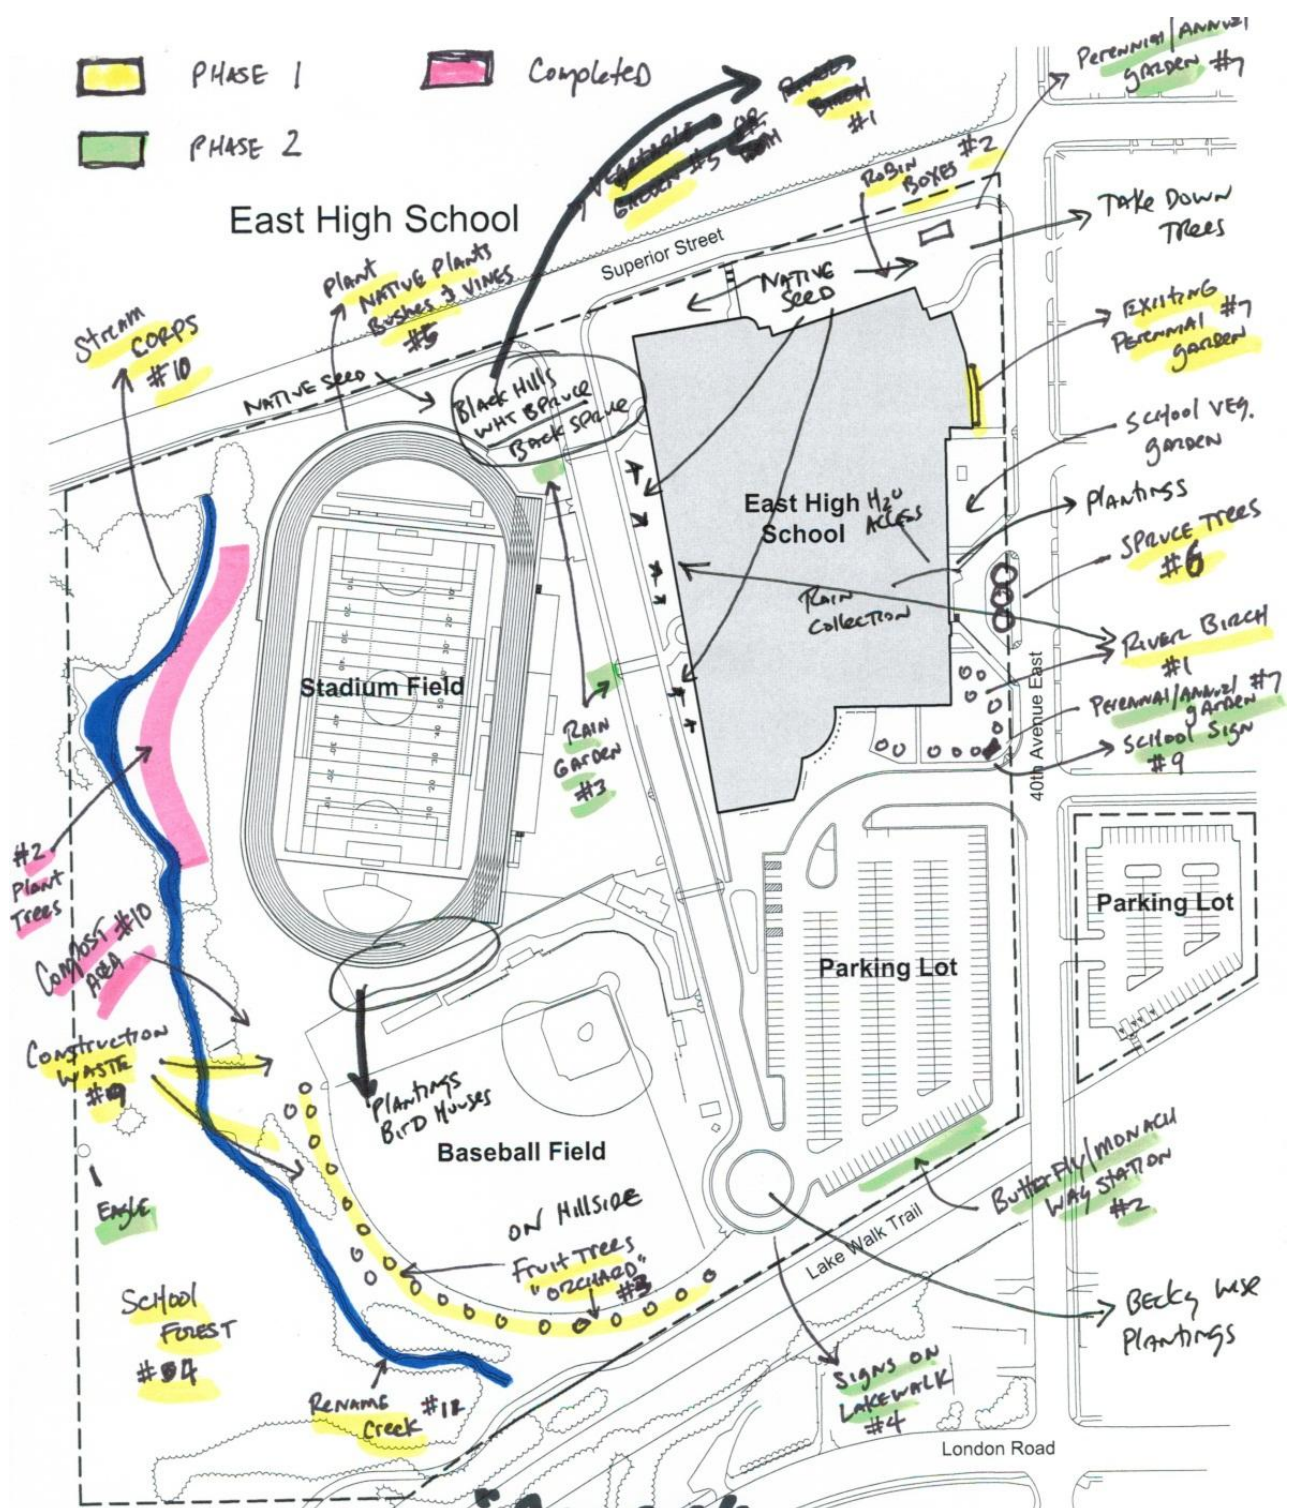 PHASE 1
Completed
PHASE 2
Perennial/Annual
garden #7
#1
East High School
Robin #2
Boxes
Superior Street
Take Down
Trees
Plant
Native Plants
Bushes & Vines
#5
Stream
Corps
#10
Native Seed
Native
Seed
Existing
Perennial #7
garden
Black Hills
WHT Spruce
Back Spruce
School Veg.
garden
East High
School
H2O
Access
Plantings
Spruce Trees
#6
Rain
Collection
River Birch
#1
Stadium Field
Perennal/Annual #7
garden
School Sign
#9
40th Avenue East
Rain
Garden
#3
#2
Plant
Trees
Compost #10
Area
Parking Lot
Parking Lot
Construction
Waste
#9
Plantings
Bird Houses
Baseball Field
Eagle
On Hillside
Fruit Trees
"Orchard"
#3
Butterfly/Monach
Way Station
#2
Lake Walk Trail
School
Forest
#4
Becky Wise
Plantings
Signs on
Lakewalk
#4
Rename #12
Creek
London Road